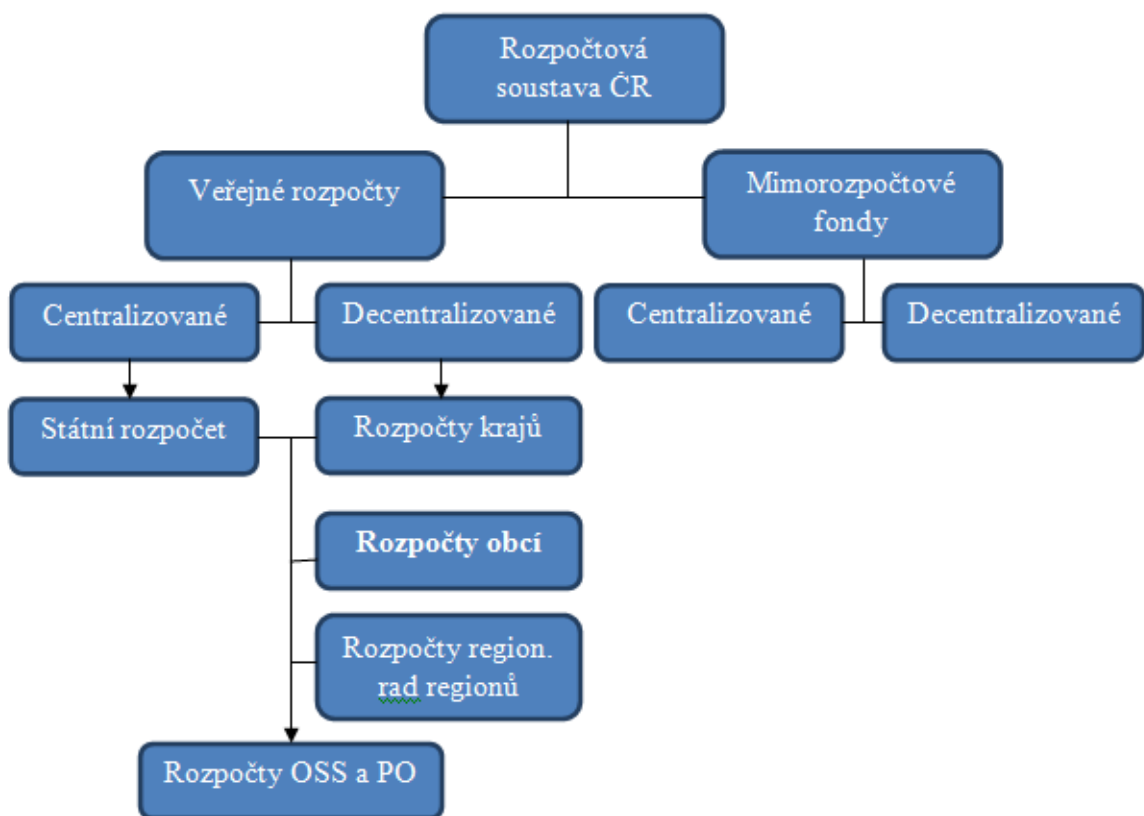 Rozpočtová
soustava ČR
Veřejné rozpočty
Mimorozpočtové
fondy
Centralizované
Decentralizované
Centralizované
Decentralizované
Státní rozpočet
Rozpočty krajů
Rozpočty obcí
Rozpočty region.
rad regionů
Rozpočty OSS a PO